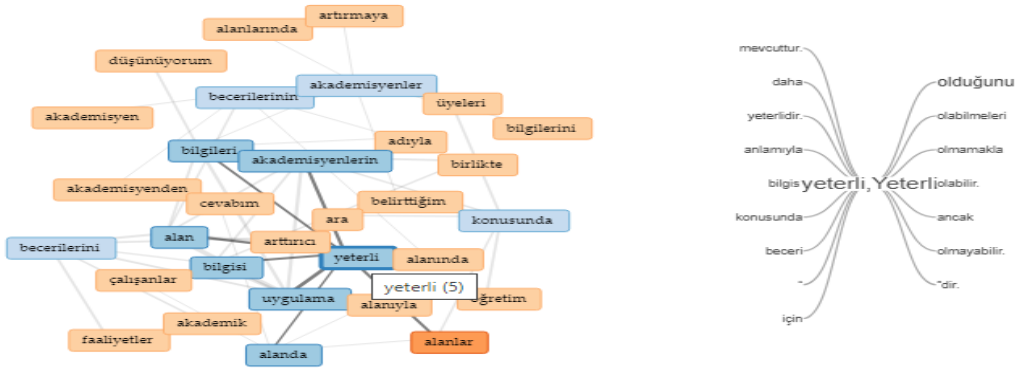 artırmaya
alanlarında
düşünüyorum
akademisyenler
becerilerinin
üyeleri
akademisyen
bilgilerini
adıyla
bilgileri
akademisyenlerin
birlikte
akademisyenden
cevabım
belirttiğim
ara
konusunda
alan
arttırıcı
becerilerini
yeterli
alanında
bilgisi
çalışanlar
yeterli (5)
uygulama
alanıyla
öğretim
akademik
faaliyetler
alanlar
alanda
mevcuttur.
daha
yeterlidir.
anlamıyla
bilgis
konusunda
beceri
"
için
yeterli,Yeterli
olduğunu
olabilmeleri
olmamakla
olabilir.
ancak
olmayabilir.
"dir.